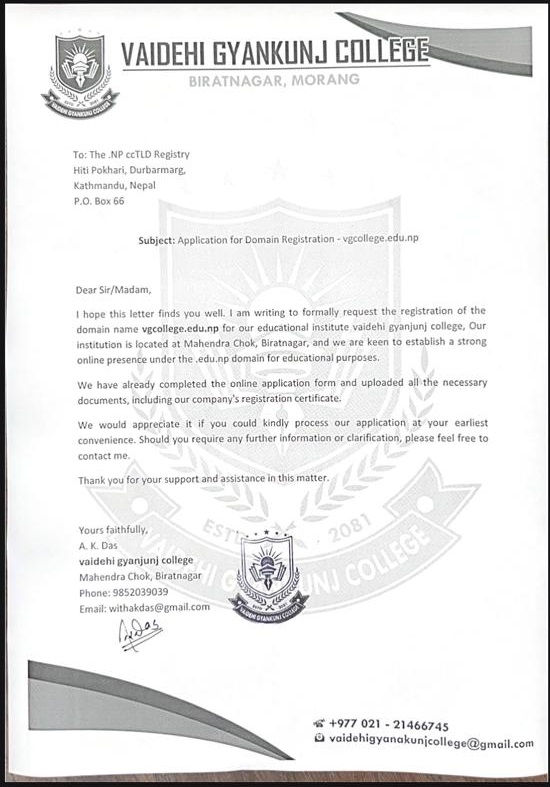 VAIDEHI GYANKUNJ COLLEGE
BIRATNAGAR, MORANG
ESTD. 2081
VAIDEHI GYANKUNJ COLLEGE
To: The .NP ccTLD Registry
Hiti Pokhari, Durbarmarg,
Kathmandu, Nepal
P.O. Box 66
Subject: Application for Domain Registration - vgcollege.edu.np
Dear Sir/Madam,
I hope this letter finds you well. I am writing to formally request the registration of the
domain name vgcollege.edu.np for our educational institute vaidehi gyanjunj college, Our
institution is located at Mahendra Chok, Biratnagar, and we are keen to establish a strong
online presence under the .edu.np domain for educational purposes.
We have already completed the online application form and uploaded all the necessary
documents, including our company's registration certificate.
We would appreciate it if you could kindly process our application at your earliest
convenience. Should you require any further information or clarification, please feel free to
contact me.
Thank you for your support and assistance in this matter.
Yours faithfully,
A. K. Das
vaidehi gyanjunj college
Mahendra Chok, Biratnagar
Phone: 9852039039
Email: withakdas@gmail.com
ESTD 2081
VAIDEHI GYANKUNJ COLLEGE
VAIDEHI GYANKUNJ COLLEGE
+977 021 - 21466745
vaidehigyanakunjcollege@gmail.com